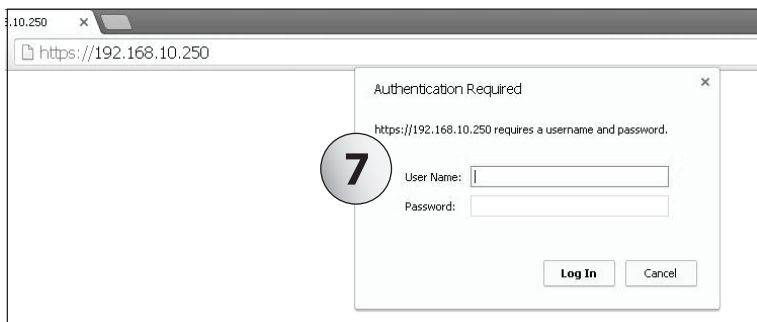 .10.250
https://192.168.10.250
Authentication Required
https://192.168.10.250 requires a username and password.
7
User Name:
Password:
Log In
Cancel